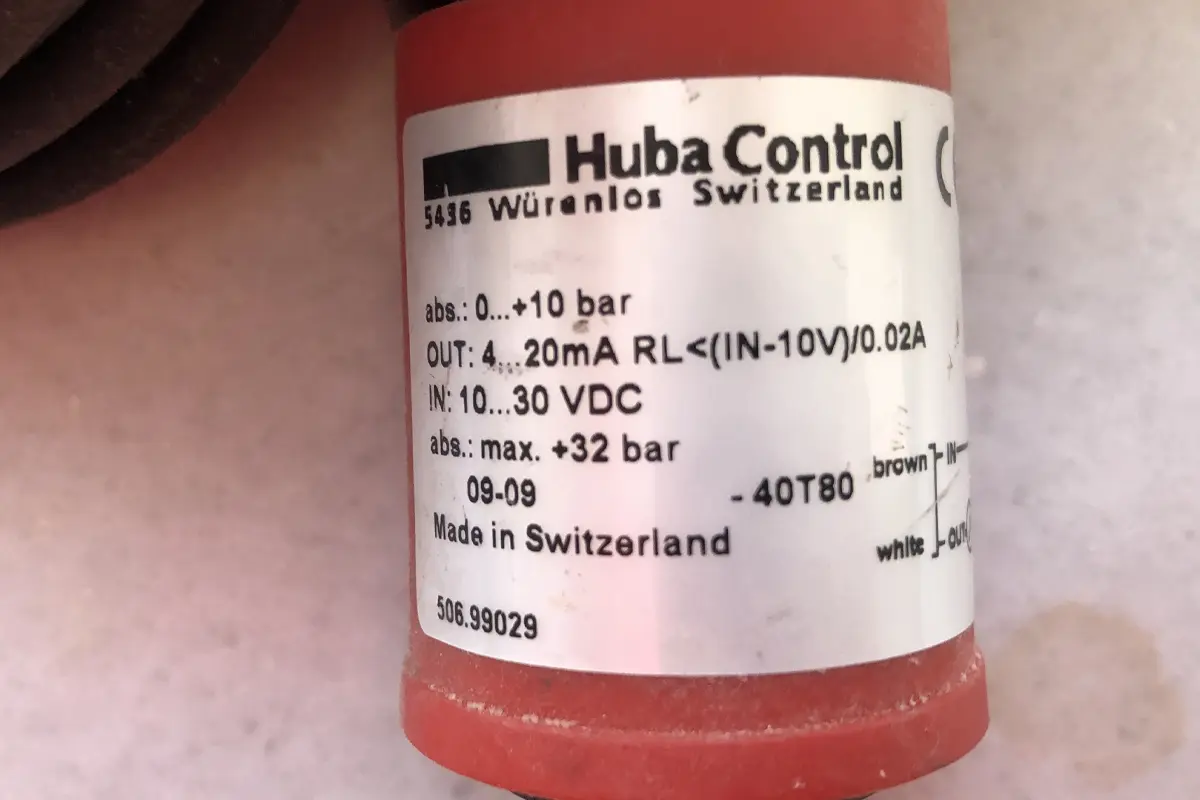 Huba Control
5436 Würenlos Switzerland
abs.: 0...+10 bar
OUT: 4...20mA RL<(IN-10V)/0.02A
IN: 10...30 VDC
abs.: max. +32 bar
09-09 - 40T80
Made in Switzerland
506.99029
brown IN
white OUT